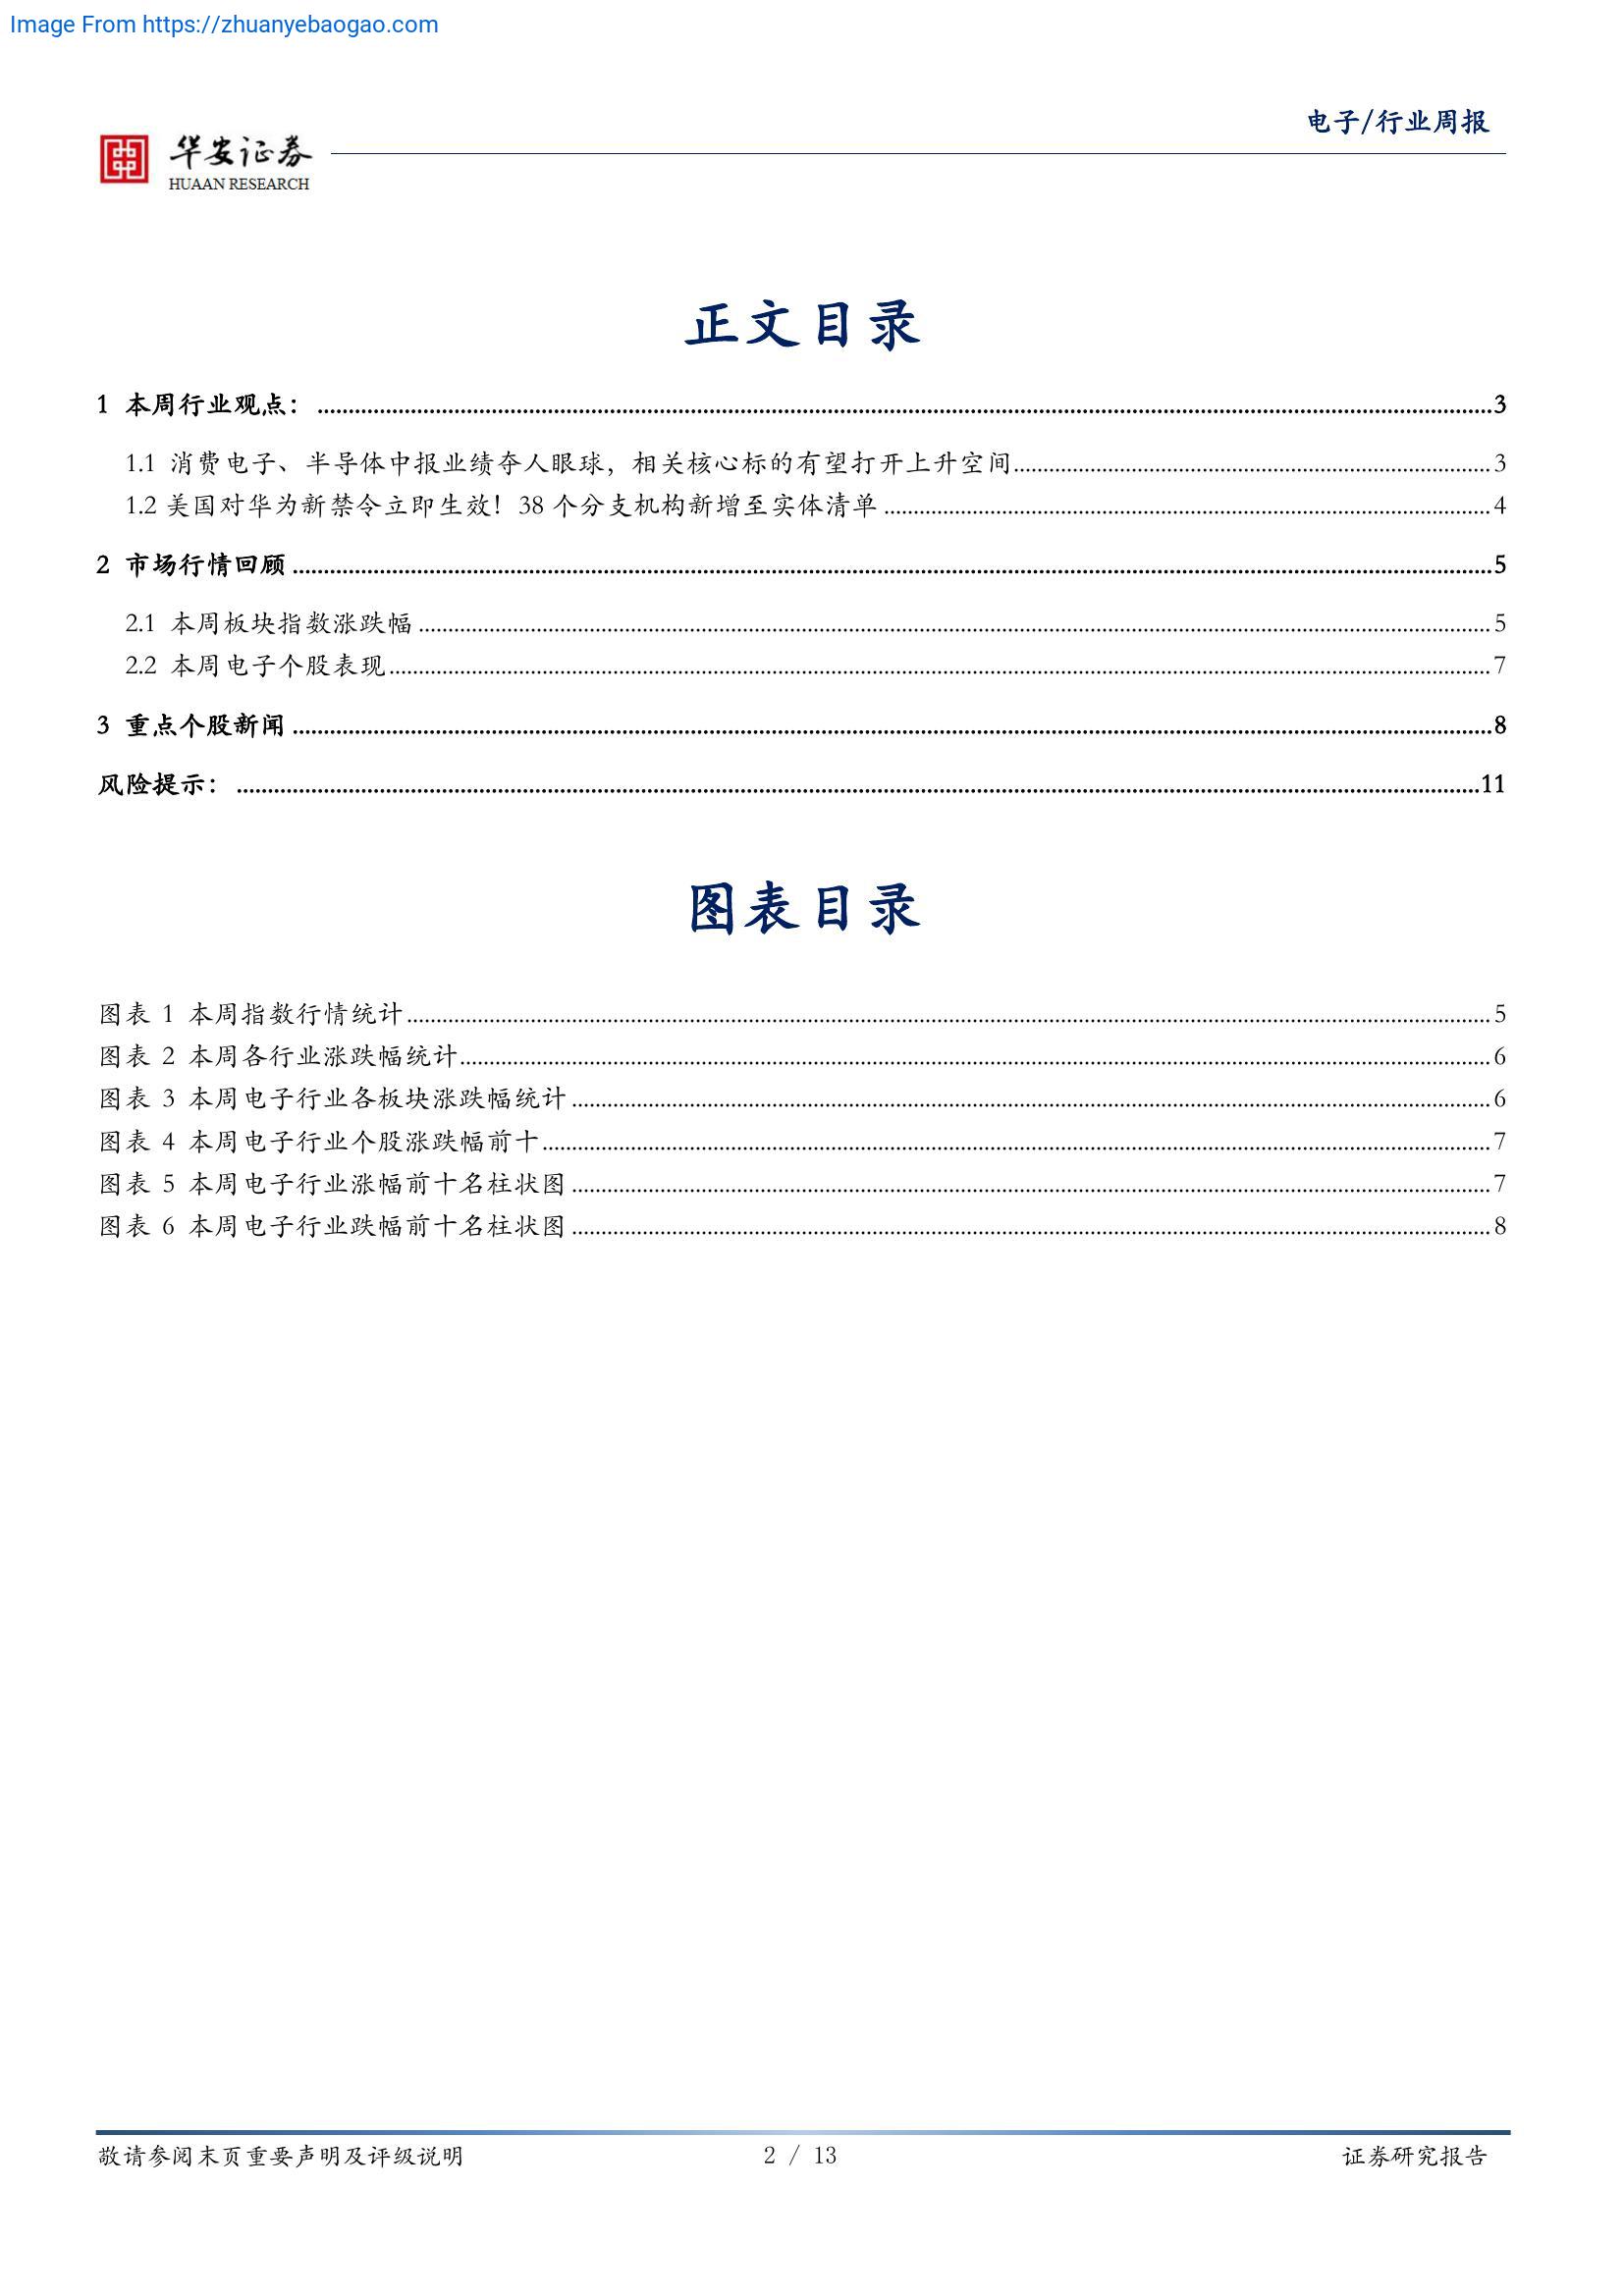 Image From https://zhuanyebaogao.com
电子/行业周报
华安证券
HUAAN RESEARCH
正文目录
1 本周行业观点： 3
1.1 消费电子、半导体中报业绩夺人眼球，相关核心标的有望打开上升空间 3
1.2 美国对华为新禁令立即生效！38 个分支机构新增至实体清单 4
2 市场行情回顾 5
2.1 本周板块指数涨跌幅 5
2.2 本周电子个股表现 7
3 重点个股新闻 8
风险提示： 11
图表目录
图表 1 本周指数行情统计 5
图表 2 本周各行业涨跌幅统计 6
图表 3 本周电子行业各板块涨跌幅统计 6
图表 4 本周电子行业个股涨跌幅前十 7
图表 5 本周电子行业涨幅前十名柱状图 7
图表 6 本周电子行业跌幅前十名柱状图 8
敬请参阅末页重要声明及评级说明 2 / 13 证券研究报告